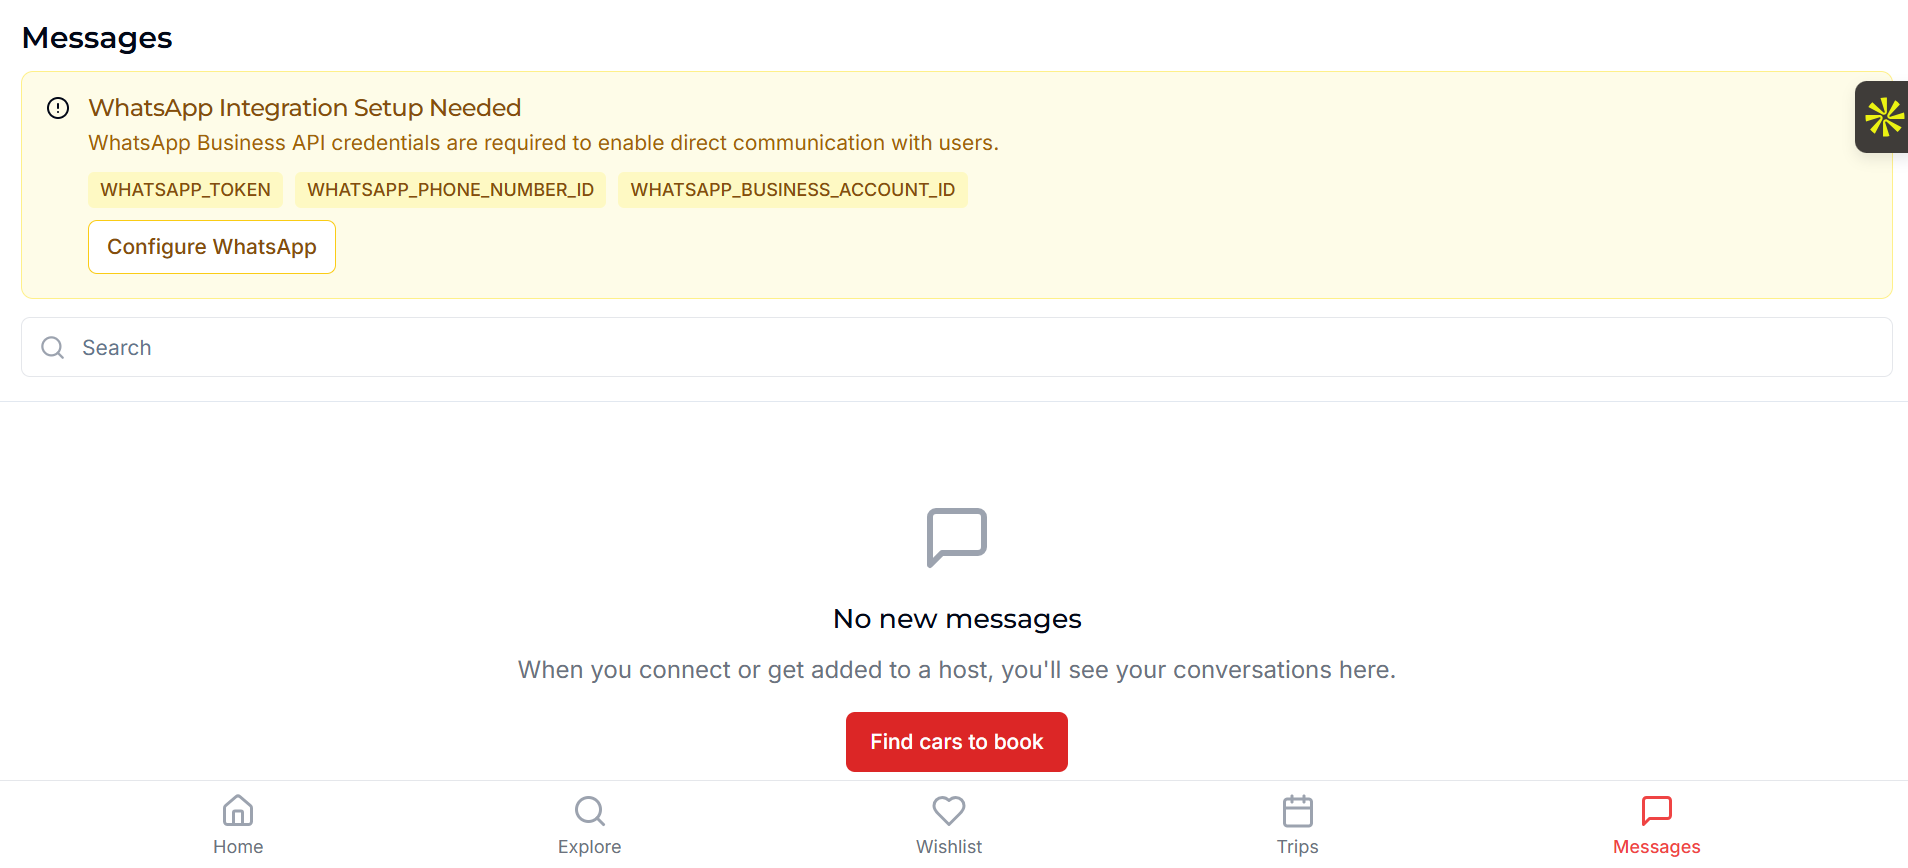 Messages
WhatsApp Integration Setup Needed
WhatsApp Business API credentials are required to enable direct communication with users.
WHATSAPP_TOKEN WHATSAPP_PHONE_NUMBER_ID WHATSAPP_BUSINESS_ACCOUNT_ID
Configure WhatsApp
Search
No new messages
When you connect or get added to a host, you'll see your conversations here.
Find cars to book
Home Explore Wishlist Trips Messages